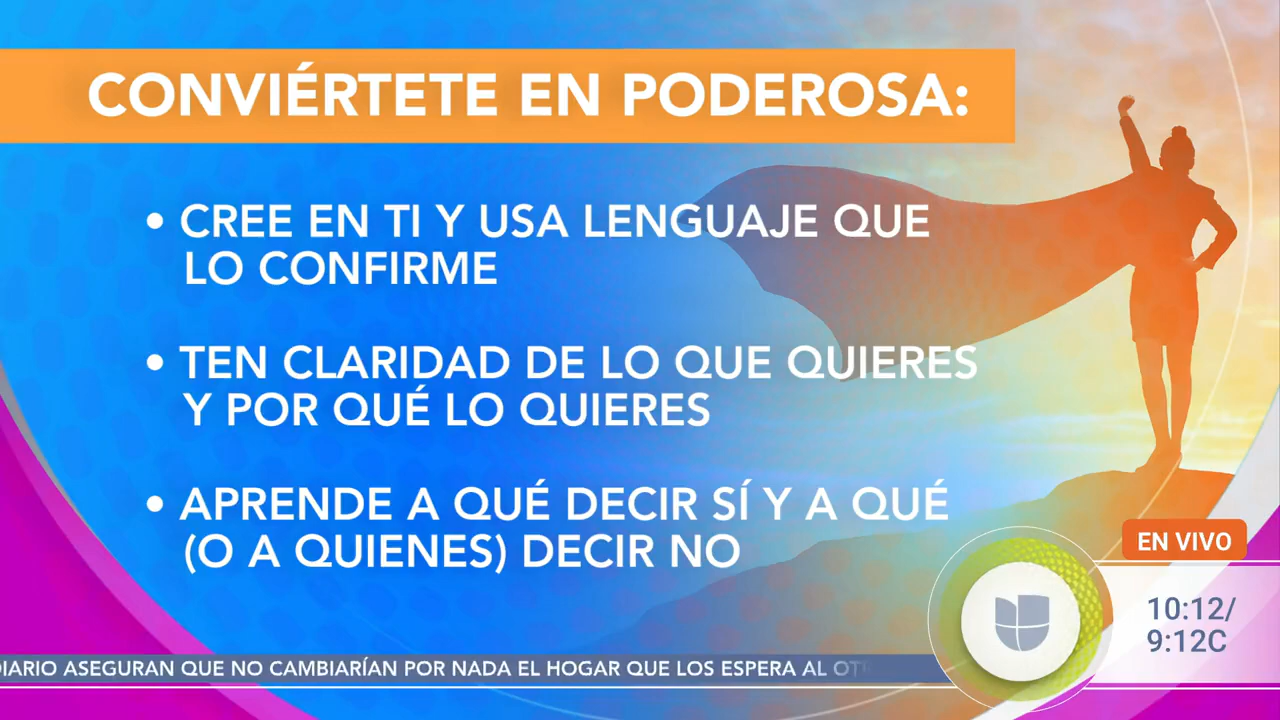 CONVIÉRTETE EN PODEROSA:
• CREE EN TI Y USA LENGUAJE QUE
LO CONFIRME
• TEN CLARIDAD DE LO QUE QUIERES
Y POR QUÉ LO QUIERES
• APRENDE A QUÉ DECIR SÍ Y A QUÉ
(O A QUIENES) DECIR NO
EN VIVO
10:12/
9:12C
DIARIO ASEGURAN QUE NO CAMBIARÍAN POR NADA EL HOGAR QUE LOS ESPERA AL